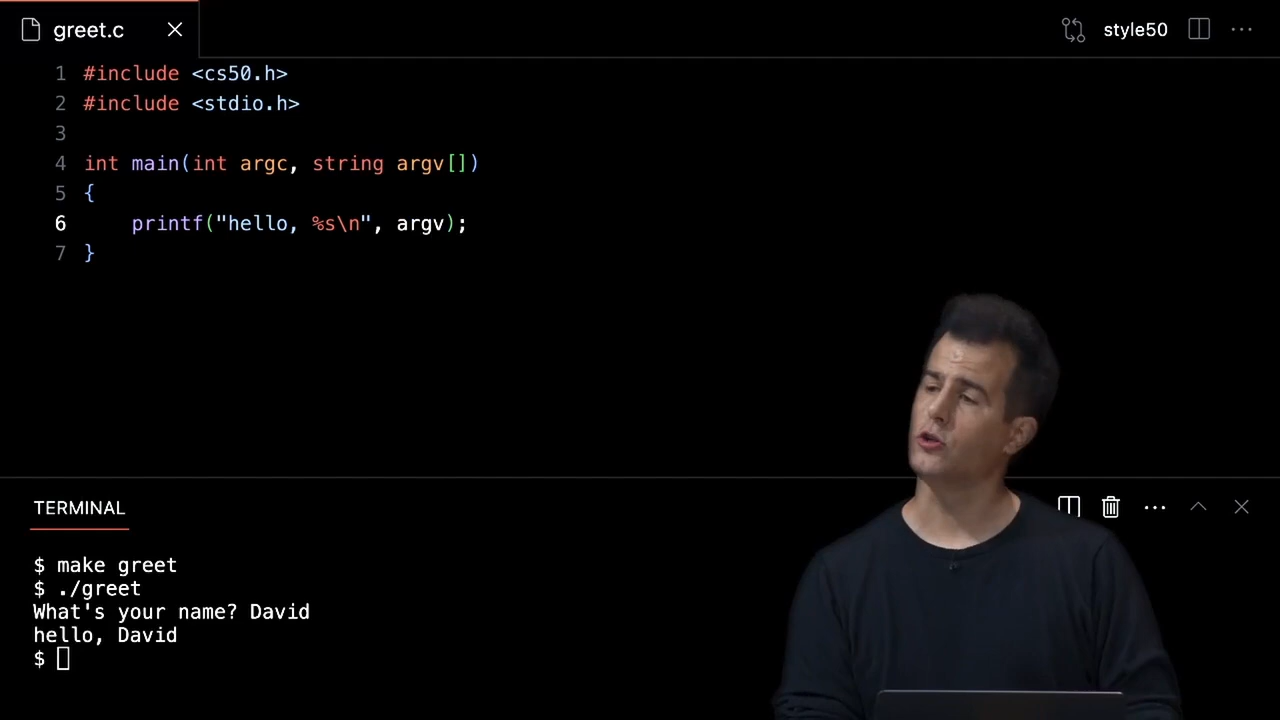 greet.c
style50
1 #include <cs50.h>
2 #include <stdio.h>
3
4 int main(int argc, string argv[])
5 {
6     printf("hello, %s\n", argv);
7 }
TERMINAL
$ make greet
$ ./greet
What's your name? David
hello, David
$